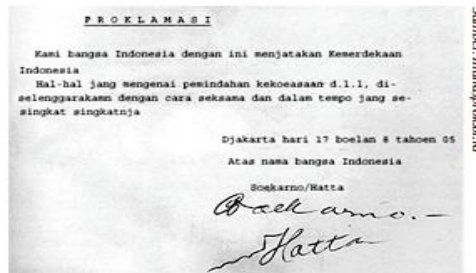 P R O K L A M A S I
Kami bangsa Indonesia dengan ini menjatakan Kemerdekaan
Indonesia
Hal-hal jang mengenai pemindahan kekoeasaan d.l.l, di-
selenggarakamn dengan cara seksama dan dalam tempo jang se-
singkat singkatnja
Djakarta hari 17 boelan 8 tahoen 05
Atas nama bangsa Indonesia
Soekarno/Hatta
Soekarno.-
Hatta